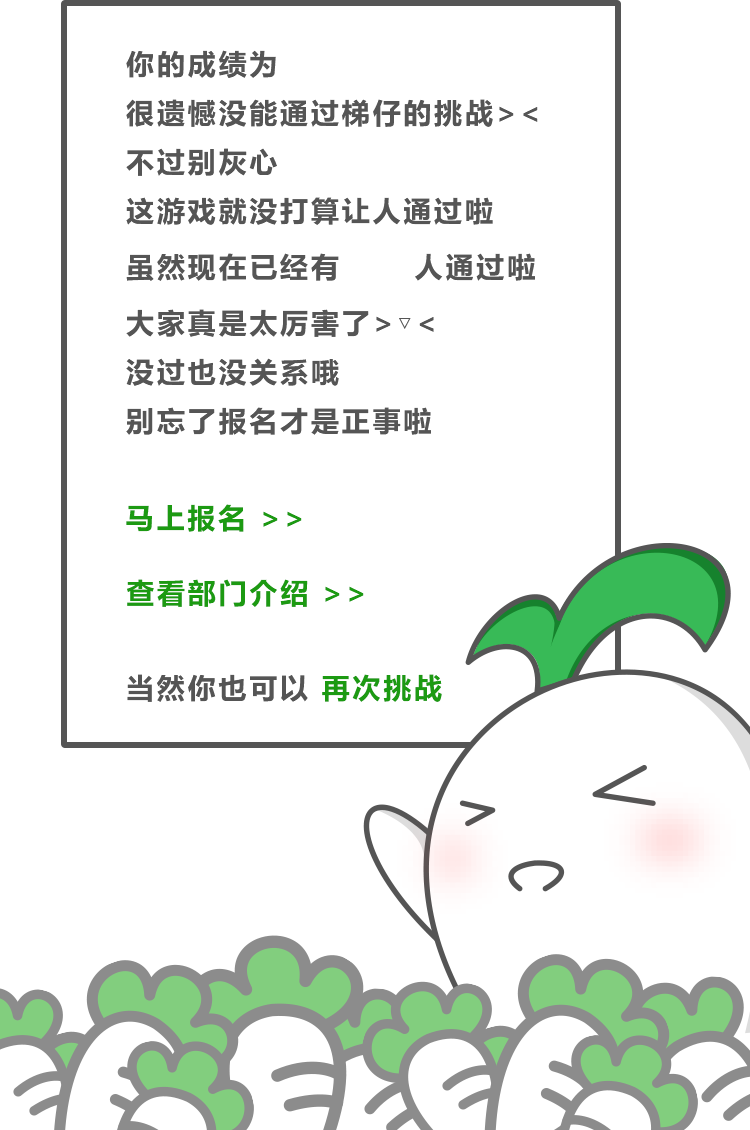 你的成绩为
很遗憾没能通过梯仔的挑战><
不过别灰心
这游戏就没打算让人通过啦
虽然现在已经有 人通过啦
大家真是太厉害了>▽<
没过也没关系哦
别忘了报名才是正事啦
马上报名 >>
查看部门介绍 >>
当然你也可以 再次挑战